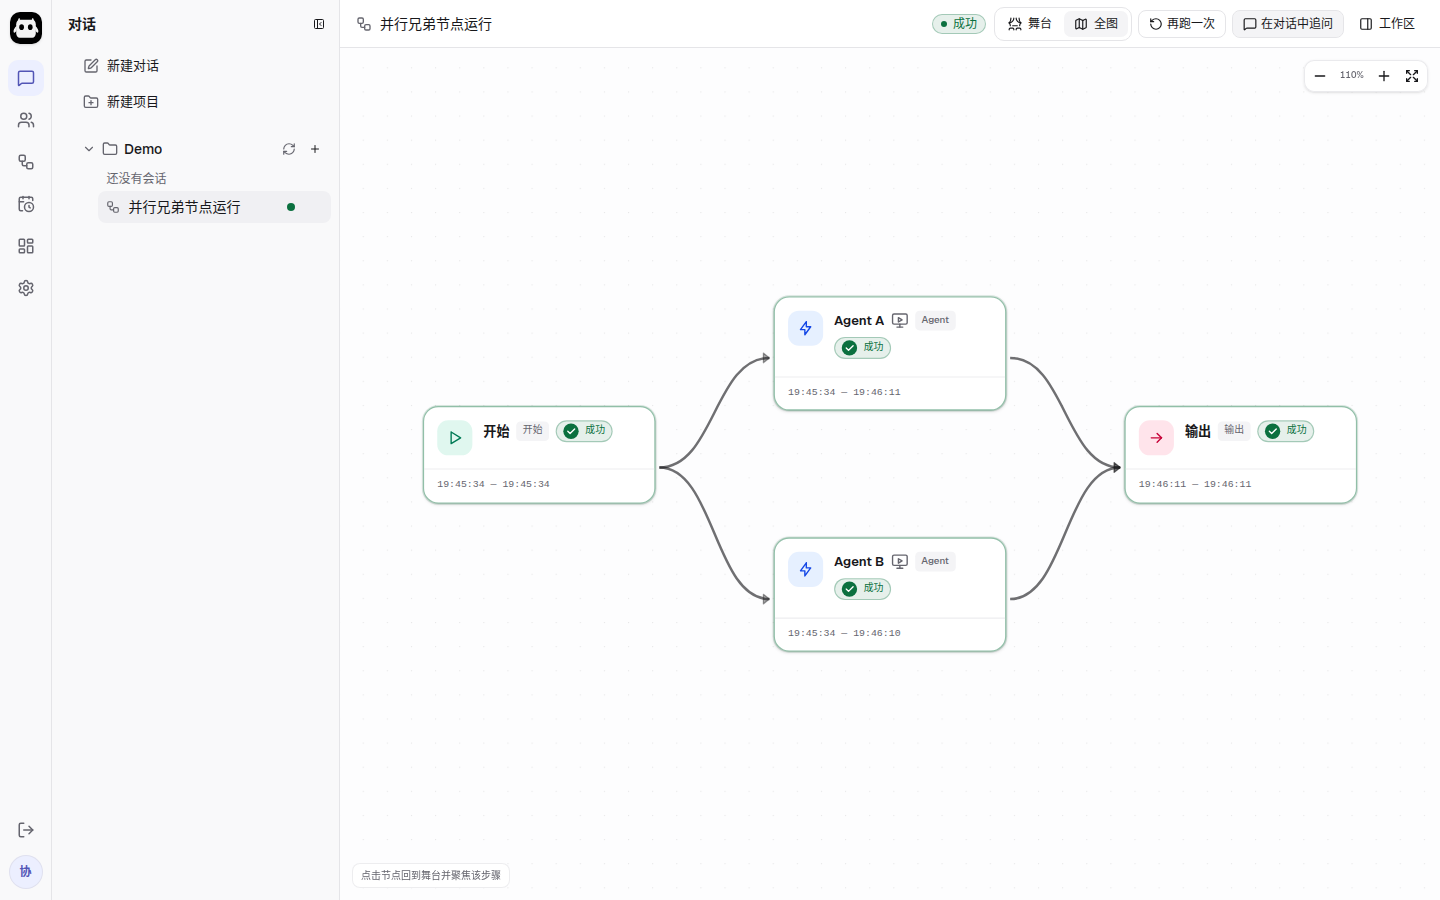 对话
新建对话
新建项目
Demo
还没有会话
并行兄弟节点运行
协
并行兄弟节点运行
成功
舞台
全图
再跑一次
在对话中追问
工作区
110%
开始 开始 成功
19:45:34 — 19:45:34
Agent A Agent
成功
19:45:34 — 19:46:11
Agent B Agent
成功
19:45:34 — 19:46:10
输出 输出 成功
19:46:11 — 19:46:11
点击节点回到舞台并聚焦该步骤